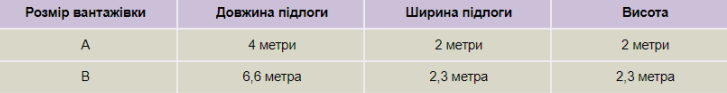 Розмір вантажівки Довжина підлоги Ширина підлоги Висота
А 4 метри 2 метри 2 метри
В 6,6 метра 2,3 метра 2,3 метра